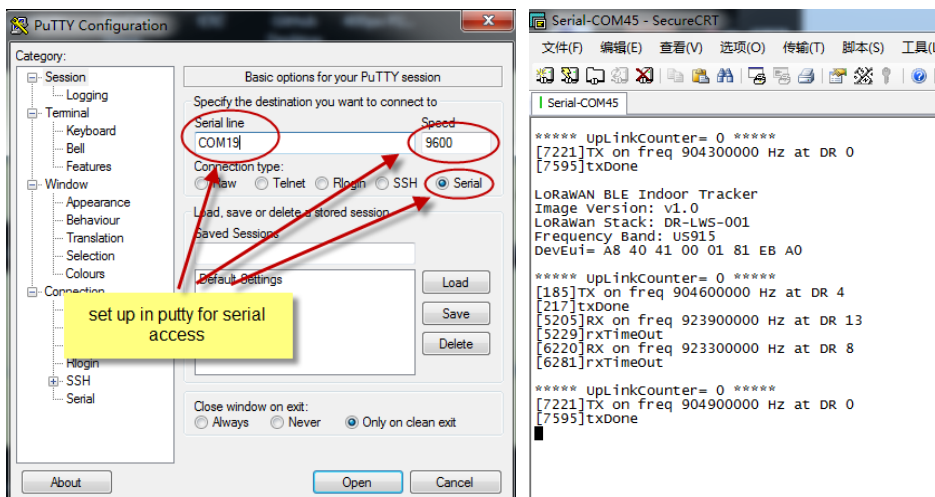 PuTTY Configuration
Category:
Session
Logging
Terminal
Keyboard
Bell
Features
Window
Appearance
Behaviour
Translation
Selection
Colours
Connection
Rlogin
SSH
Serial
Basic options for your PuTTY session
Specify the destination you want to connect to
Serial line
Speed
COM19
9600
Connection type:
Raw
Telnet
Rlogin
SSH
Serial
Load, save or delete a stored session
Saved Sessions
Default Settings
Load
Save
Delete
set up in putty for serial
access
Close window on exit:
Always
Never
Only on clean exit
About
Open
Cancel
Serial-COM45 - SecureCRT
文件(F) 编辑(E) 查看(V) 选项(O) 传输(T) 脚本(S) 工具(L
Serial-COM45
***** UpLinkCounter= 0 *****
[7221]TX on freq 904300000 Hz at DR 0
[7595]txDone
LoRaWAN BLE Indoor Tracker
Image Version: v1.0
LoRaWan Stack: DR-LWS-001
Frequency Band: US915
DevEui= A8 40 41 00 01 81 EB A0
***** UpLinkCounter= 0 *****
[185]TX on freq 904600000 Hz at DR 4
[217]txDone
[5205]RX on freq 923900000 Hz at DR 13
[5229]rxTimeOut
[6220]RX on freq 923300000 Hz at DR 8
[6281]rxTimeOut
***** UpLinkCounter= 0 *****
[7221]TX on freq 904900000 Hz at DR 0
[7595]txDone